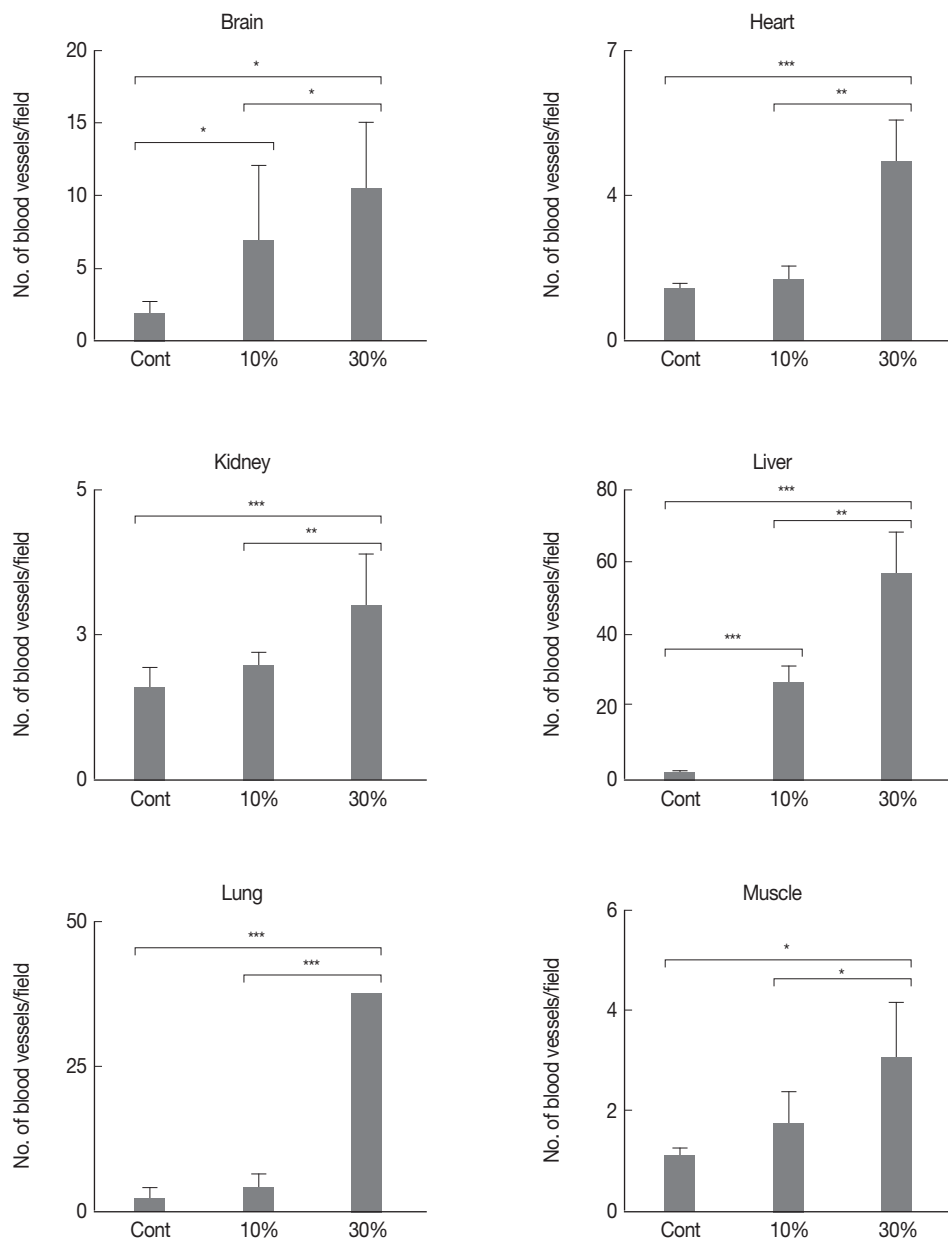 Brain
No. of blood vessels/field
20
15
10
5
0
*
*
*
Cont 10% 30%
Heart
No. of blood vessels/field
7
4
0
***
**
Cont 10% 30%
Kidney
No. of blood vessels/field
5
3
0
***
**
Cont 10% 30%
Liver
No. of blood vessels/field
80
60
40
20
0
***
**
***
Cont 10% 30%
Lung
No. of blood vessels/field
50
25
0
***
***
Cont 10% 30%
Muscle
No. of blood vessels/field
6
4
2
0
*
*
Cont 10% 30%